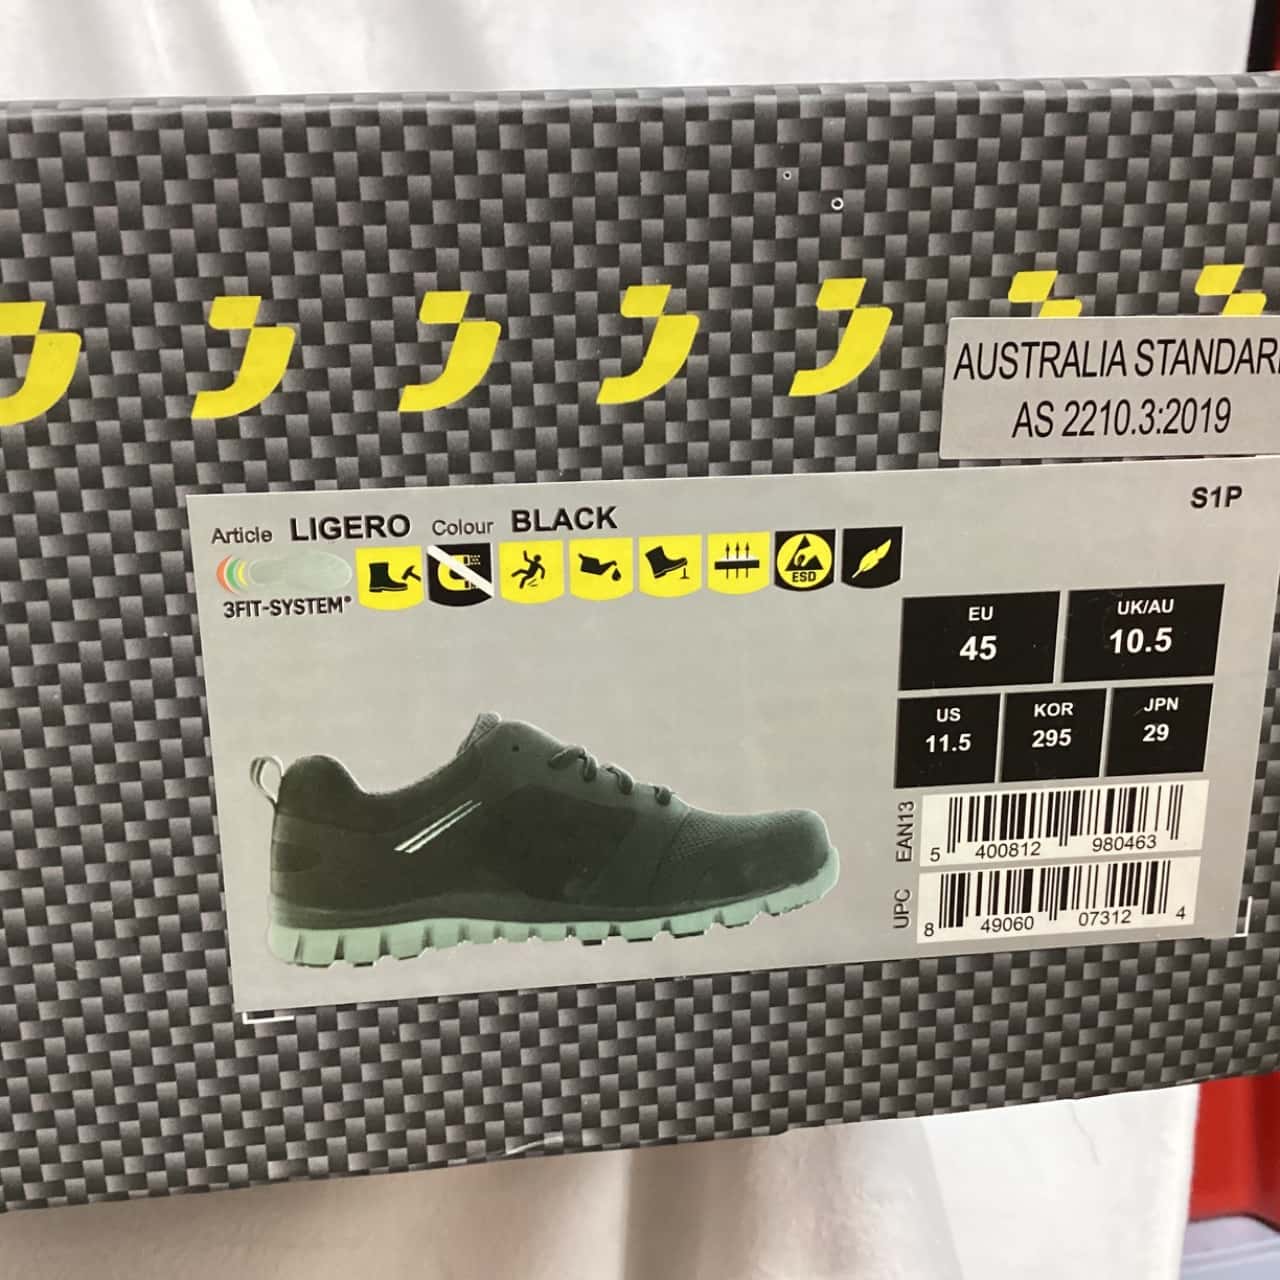 AUSTRALIA STANDAR
AS 2210.3:2019
S1P
Article LIGERO Colour BLACK
3FIT-SYSTEM®
ESD
EU
45
UK/AU
10.5
US
11.5
KOR
295
JPN
29
EAN13
5 400812 980463
UPC
8 49060 07312 4